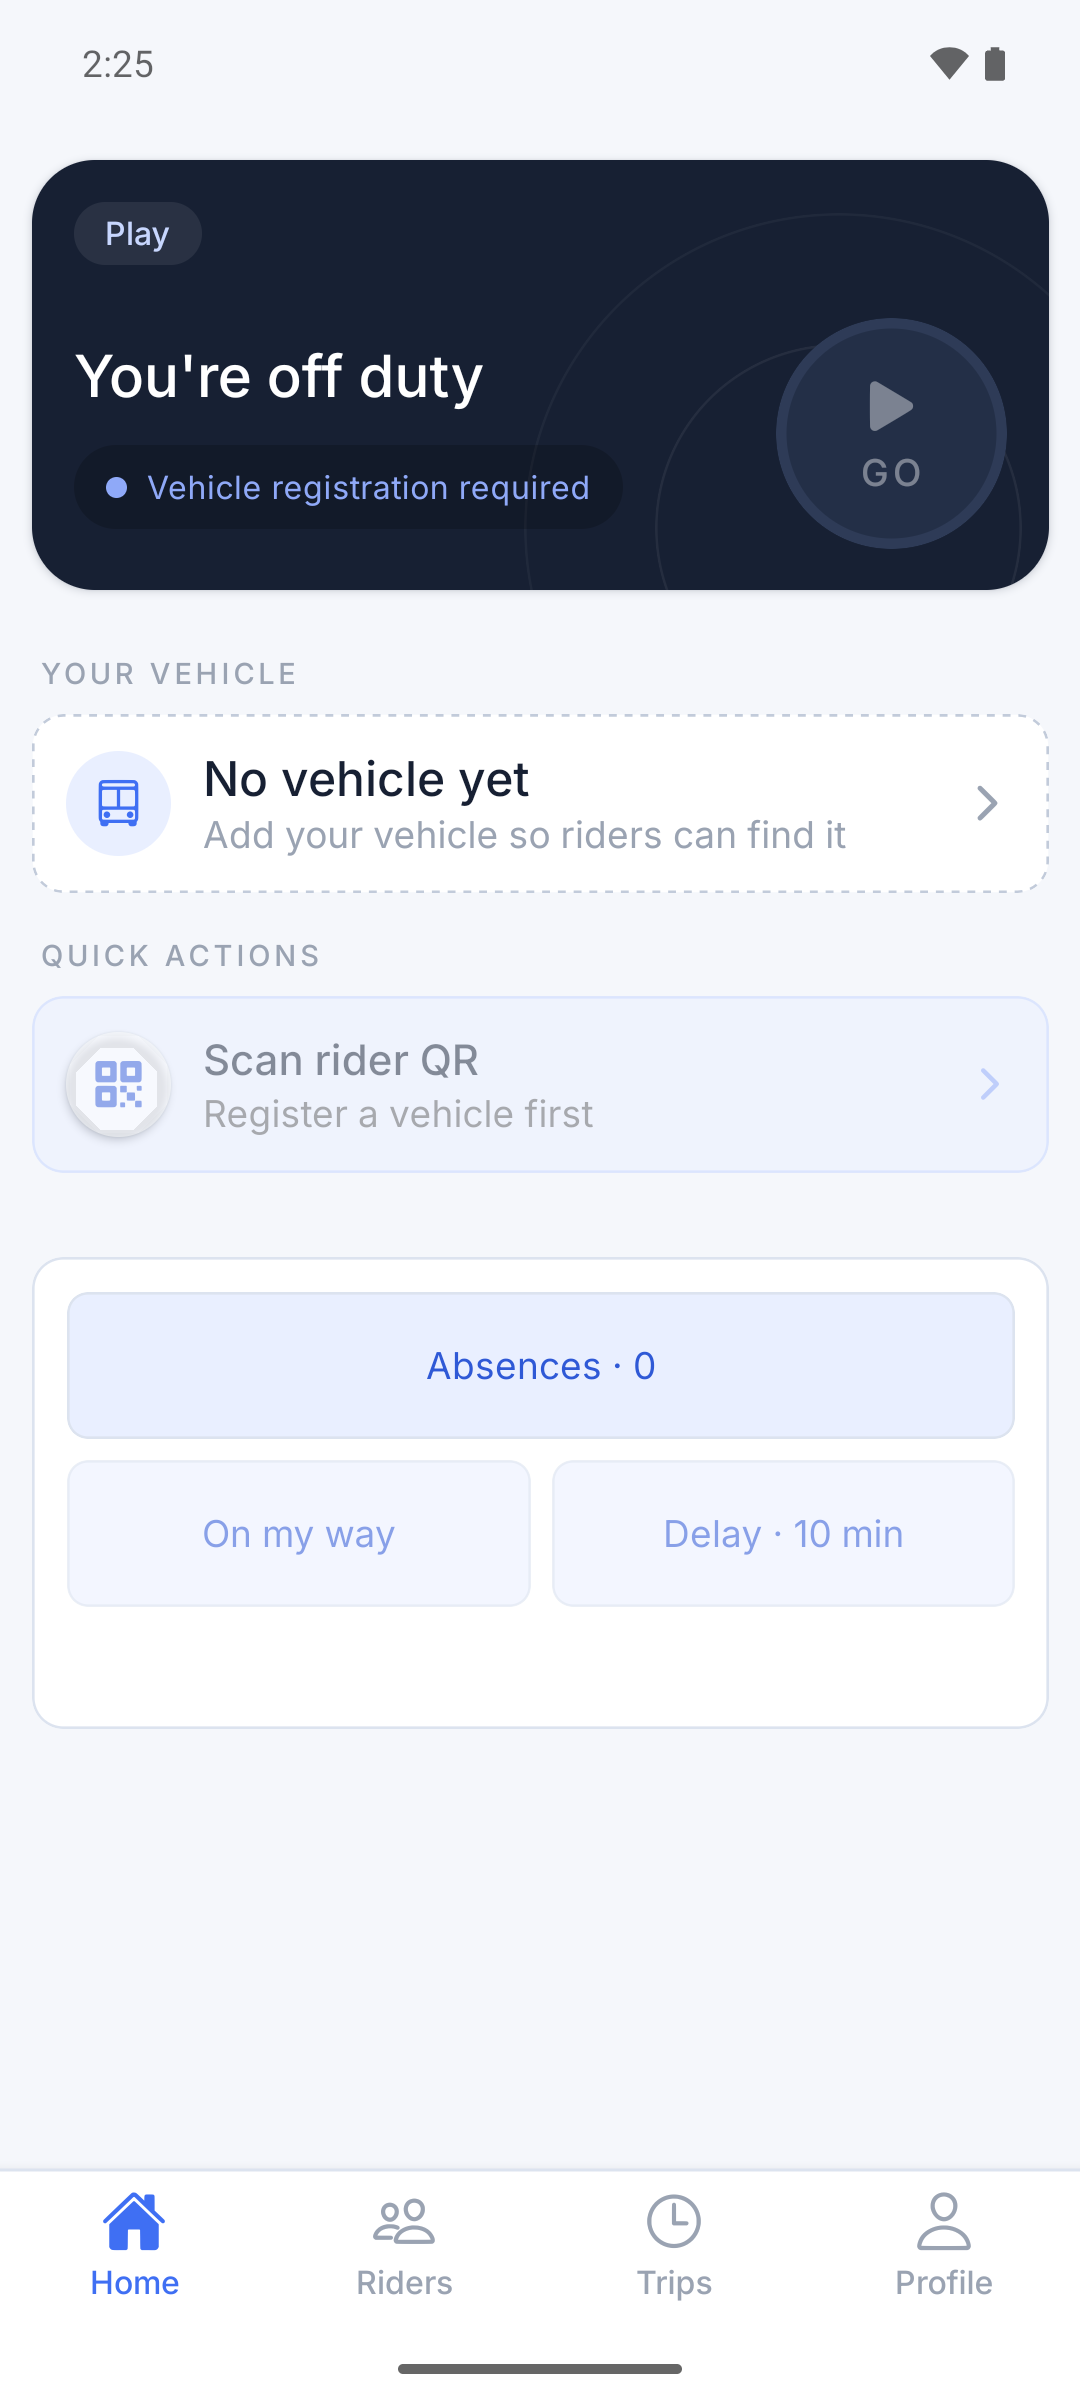 2:25
Play
You're off duty
Vehicle registration required
GO
YOUR VEHICLE
No vehicle yet
Add your vehicle so riders can find it
QUICK ACTIONS
Scan rider QR
Register a vehicle first
Absences · 0
On my way
Delay · 10 min
Home
Riders
Trips
Profile